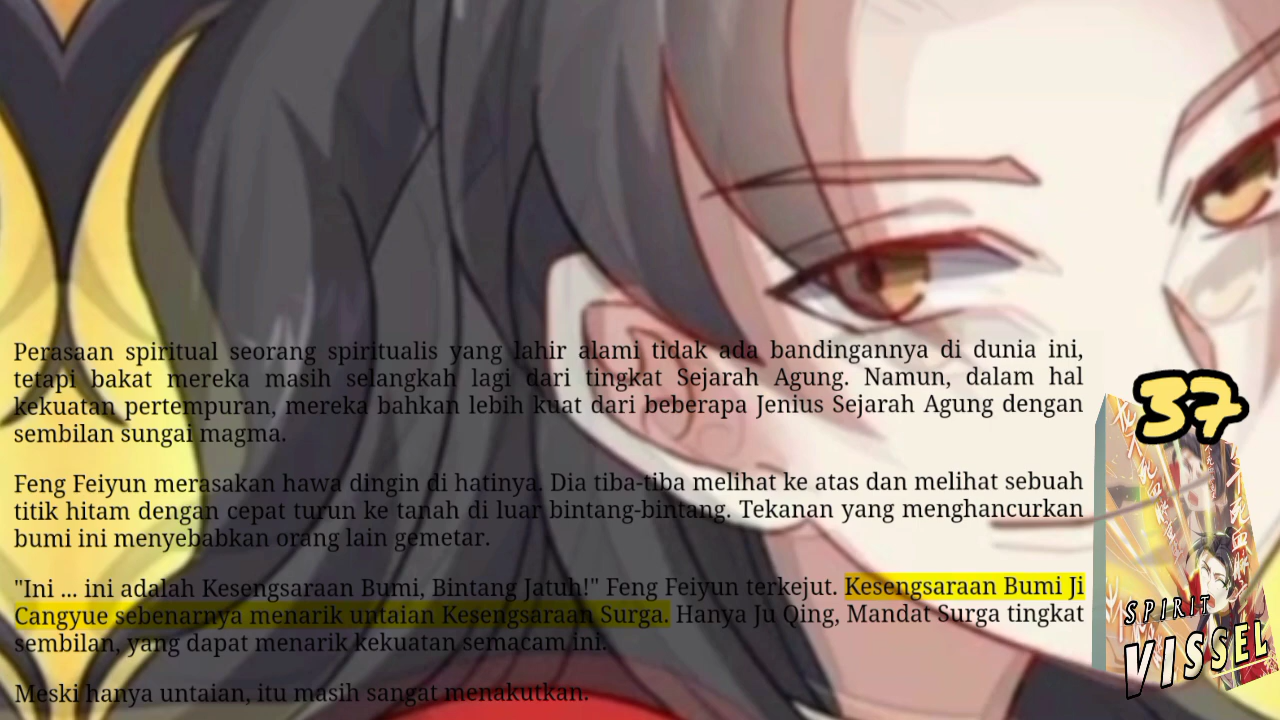 Perasaan spiritual seorang spiritualis yang lahir alami tidak ada bandingannya di dunia ini,
tetapi bakat mereka masih selangkah lagi dari tingkat Sejarah Agung. Namun, dalam hal
kekuatan pertempuran, mereka bahkan lebih kuat dari beberapa Jenius Sejarah Agung dengan
sembilan sungai magma.
Feng Feiyun merasakan hawa dingin di hatinya. Dia tiba-tiba melihat ke atas dan melihat sebuah
titik hitam dengan cepat turun ke tanah di luar bintang-bintang. Tekanan yang menghancurkan
bumi ini menyebabkan orang lain gemetar.
"Ini ... ini adalah Kesengsaraan Bumi, Bintang Jatuh!" Feng Feiyun terkejut. Kesengsaraan Bumi Ji
Cangyue sebenarnya menarik untaian Kesengsaraan Surga. Hanya Ju Qing, Mandat Surga tingkat
sembilan, yang dapat menarik kekuatan semacam ini.
Meski hanya untaian, itu masih sangat menakutkan.
37
SPIRIT
VISSEL